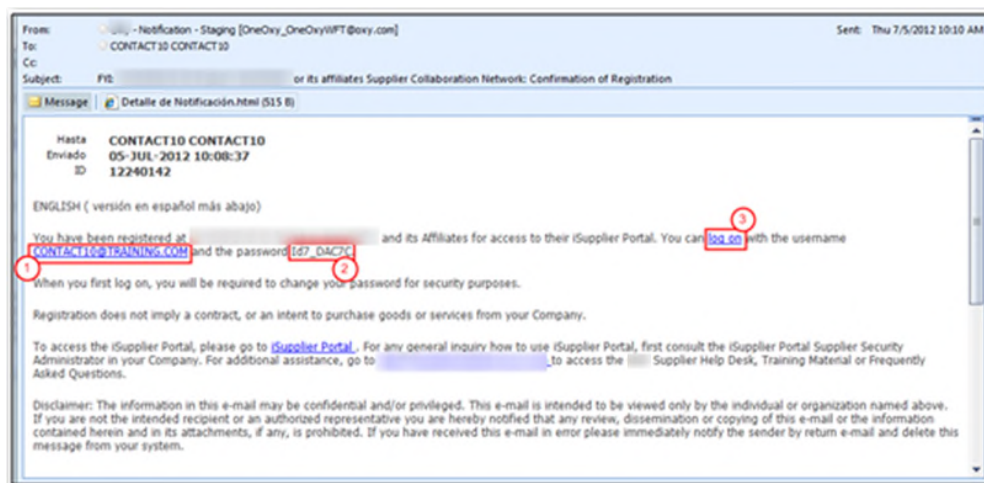 From: - Notification - Staging [OneOxy_OneOxyWFT@oxy.com] Sent: Thu 7/5/2012 10:10 AM
To: CONTACT10 CONTACT10
Cc:
Subject: FYI: or its affiliates Supplier Collaboration Network: Confirmation of Registration
Message Detalle de Notificación.html (515 B)
Hasta CONTACT10 CONTACT10
Enviado 05-JUL-2012 10:08:37
ID 12240142
ENGLISH ( versión en español más abajo)
3
You have been registered at and its Affiliates for access to their iSupplier Portal. You can log on with the username
CONTACT10@TRAINING.COM and the password Id7_DAC7C
1 2
When you first log on, you will be required to change your password for security purposes.
Registration does not imply a contract, or an intent to purchase goods or services from your Company.
To access the iSupplier Portal, please go to iSupplier Portal . For any general inquiry how to use iSupplier Portal, first consult the iSupplier Portal Supplier Security
Administrator in your Company. For additional assistance, go to to access the Supplier Help Desk, Training Material or Frequently
Asked Questions.
Disclaimer: The information in this e-mail may be confidential and/or privileged. This e-mail is intended to be viewed only by the individual or organization named above.
If you are not the intended recipient or an authorized representative you are hereby notified that any review, dissemination or copying of this e-mail or the information
contained herein and in its attachments, if any, is prohibited. If you have received this e-mail in error please immediately notify the sender by return e-mail and delete this
message from your system.